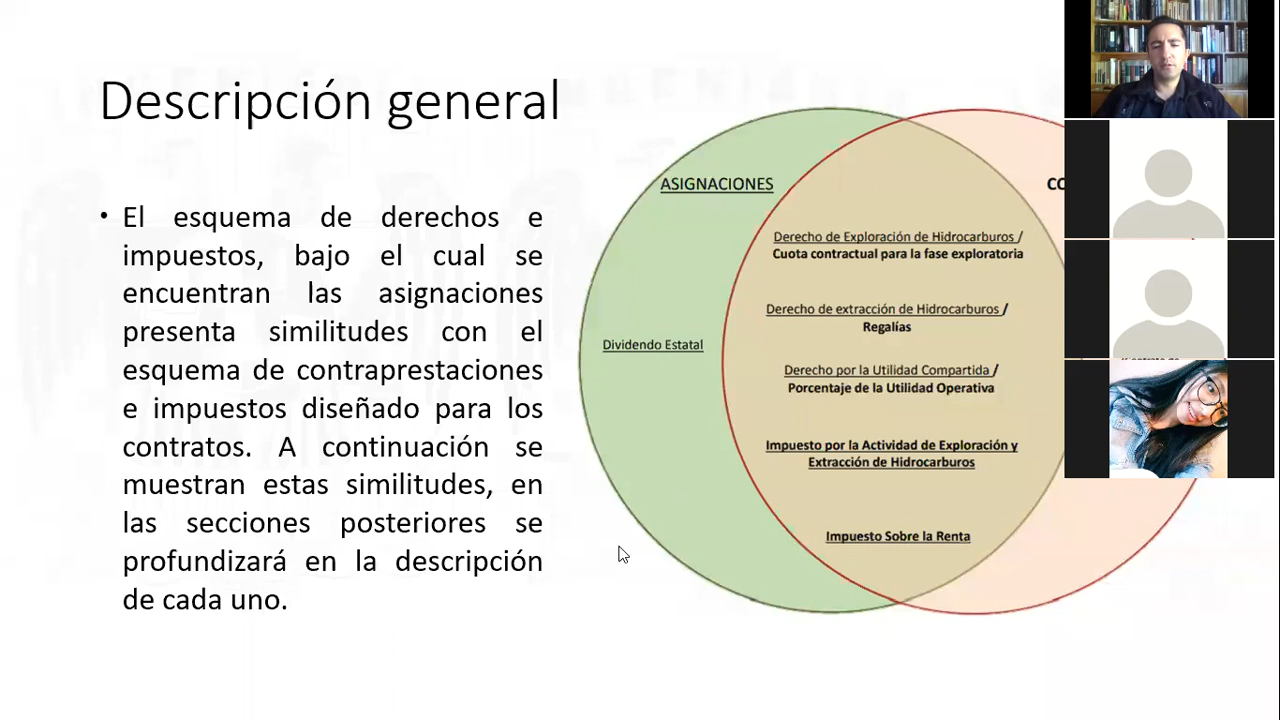 Descripción general
• El esquema de derechos e
impuestos, bajo el cual se
encuentran las asignaciones
presenta similitudes con el
esquema de contraprestaciones
e impuestos diseñado para los
contratos. A continuación se
muestran estas similitudes, en
las secciones posteriores se
profundizará en la descripción
de cada uno.
ASIGNACIONES
CO
Derecho de Exploración de Hidrocarburos /
Cuota contractual para la fase exploratoria
Derecho de extracción de Hidrocarburos /
Regalías
Dividendo Estatal
Derecho por la Utilidad Compartida /
Porcentaje de la Utilidad Operativa
Impuesto por la Actividad de Exploración y
Extracción de Hidrocarburos
Impuesto Sobre la Renta